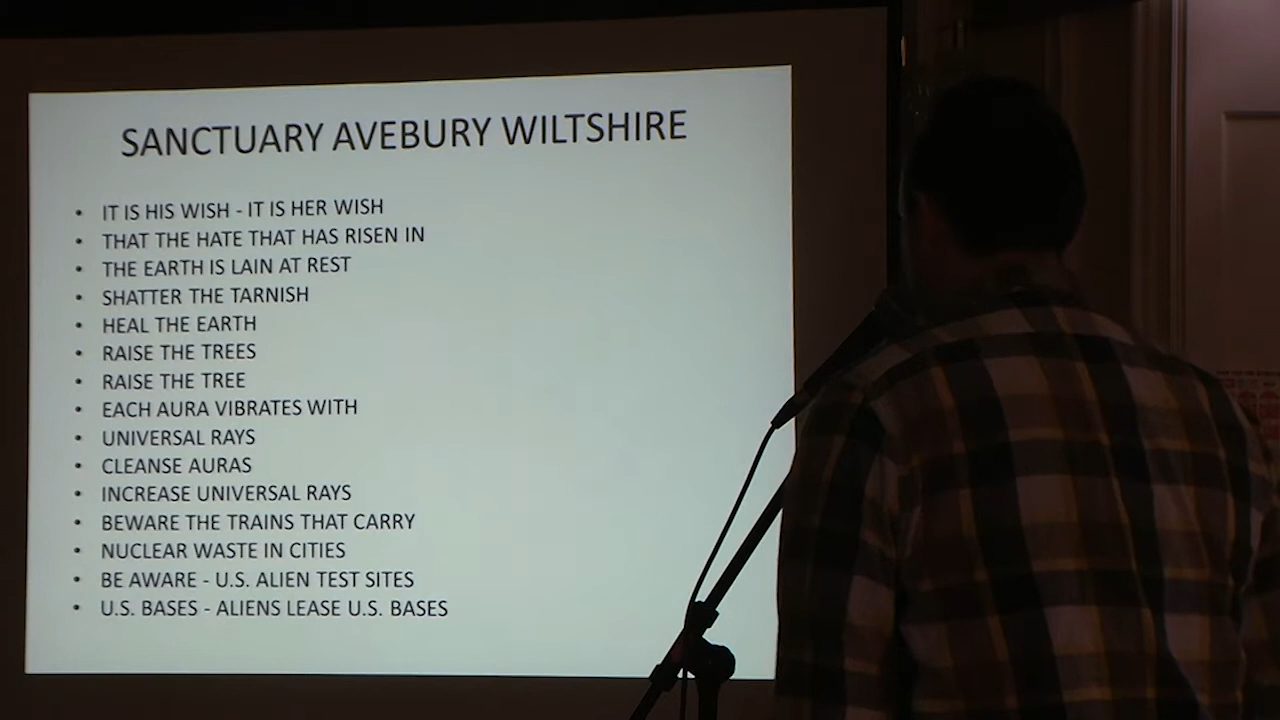 SANCTUARY AVEBURY WILTSHIRE
• IT IS HIS WISH - IT IS HER WISH
• THAT THE HATE THAT HAS RISEN IN
• THE EARTH IS LAIN AT REST
• SHATTER THE TARNISH
• HEAL THE EARTH
• RAISE THE TREES
• RAISE THE TREE
• EACH AURA VIBRATES WITH
• UNIVERSAL RAYS
• CLEANSE AURAS
• INCREASE UNIVERSAL RAYS
• BEWARE THE TRAINS THAT CARRY
• NUCLEAR WASTE IN CITIES
• BE AWARE - U.S. ALIEN TEST SITES
• U.S. BASES - ALIENS LEASE U.S. BASES